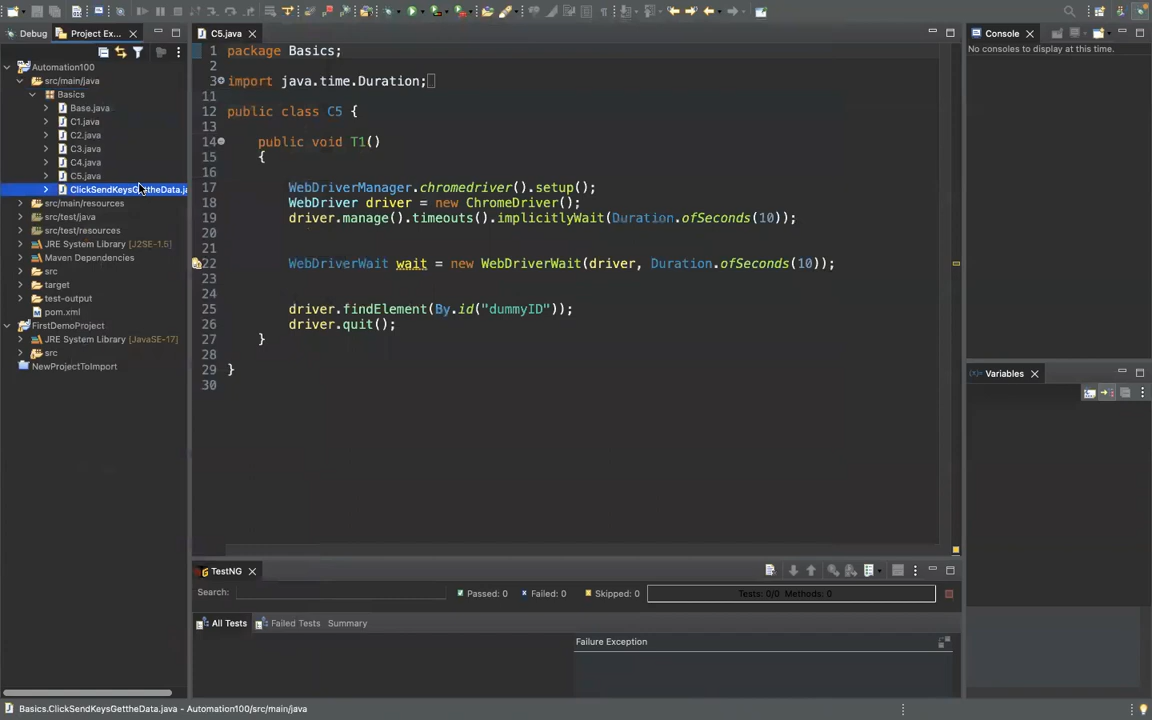 Debug
Project Ex...
C5.java
Console
No consoles to display at this time.
Automation100
src/main/java
Basics
Base.java
C1.java
C2.java
C3.java
C4.java
C5.java
ClickSendKeysGettheData.ja
src/main/resources
src/test/java
src/test/resources
JRE System Library [J2SE-1.5]
Maven Dependencies
src
target
test-output
pom.xml
FirstDemoProject
JRE System Library [JavaSE-17]
src
NewProjectToImport
1 package Basics;
2
3 import java.time.Duration;
11
12 public class C5 {
13
14 public void T1()
15 {
16
17 WebDriverManager.chromedriver().setup();
18 WebDriver driver = new ChromeDriver();
19 driver.manage().timeouts().implicitlyWait(Duration.ofSeconds(10));
20
21
22 WebDriverWait wait = new WebDriverWait(driver, Duration.ofSeconds(10));
23
24
25 driver.findElement(By.id("dummyID"));
26 driver.quit();
27 }
28
29 }
30
Variables
TestNG
Search:
Passed: 0
Failed: 0
Skipped: 0
Tests: 0/0 Methods: 0
All Tests
Failed Tests
Summary
Failure Exception
Basics.ClickSendKeysGettheData.java - Automation100/src/main/java